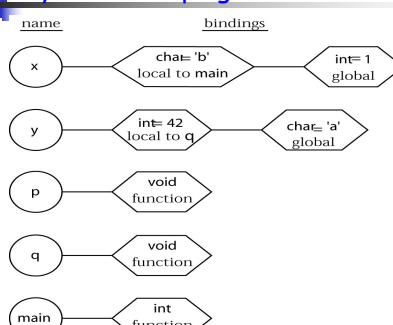 name bindings
x char= 'b' int= 1
local to main global
y int= 42 char= 'a'
local to q global
p void
function
q void
function
main int
function